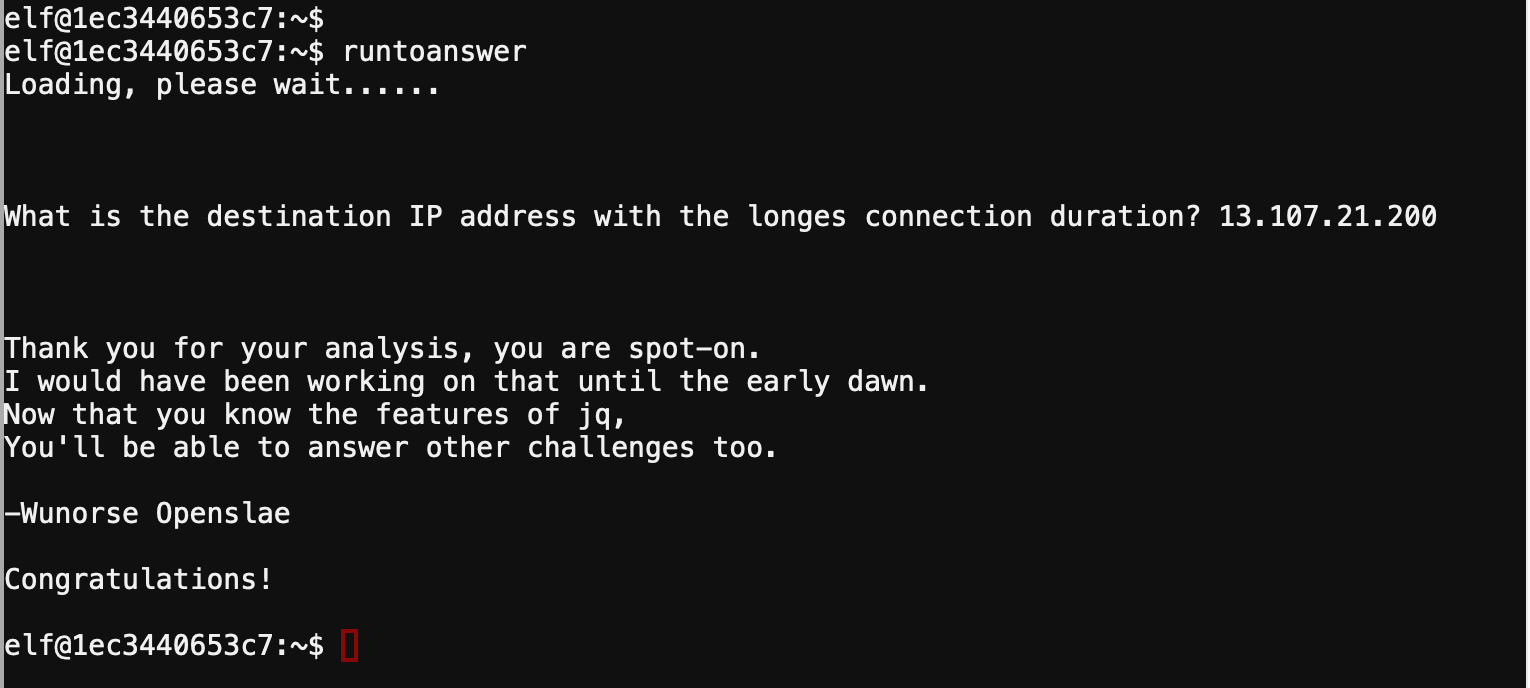 elf@1ec3440653c7:~$
elf@1ec3440653c7:~$ runtoanswer
Loading, please wait......
What is the destination IP address with the longes connection duration? 13.107.21.200
Thank you for your analysis, you are spot-on.
I would have been working on that until the early dawn.
Now that you know the features of jq,
You'll be able to answer other challenges too.
-Wunorse Openslae
Congratulations!
elf@1ec3440653c7:~$